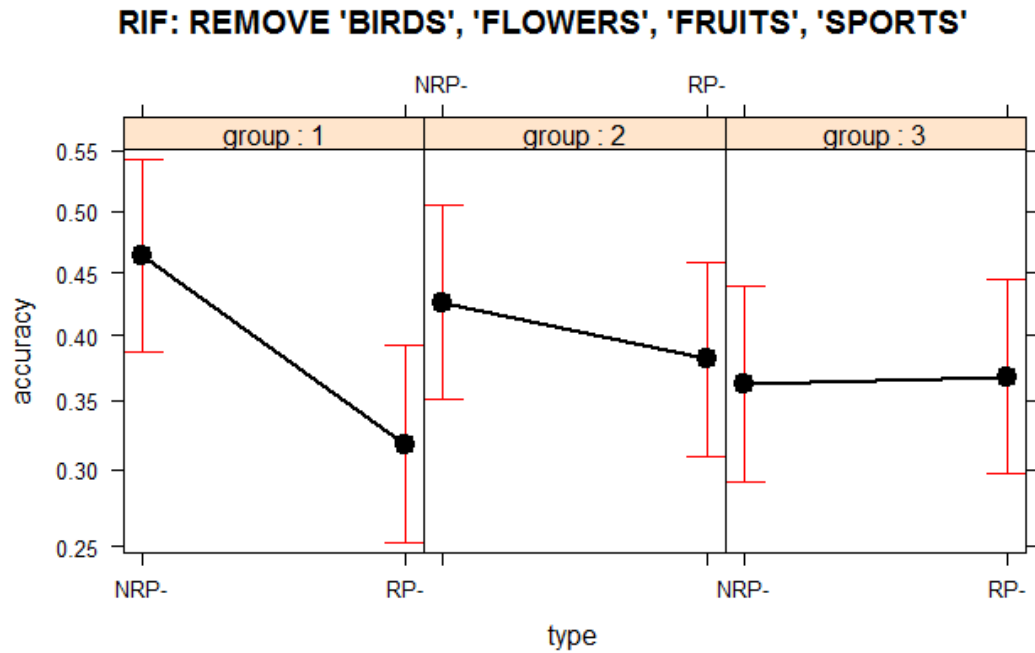 RIF: REMOVE 'BIRDS', 'FLOWERS', 'FRUITS', 'SPORTS'
NRP- RP-
group : 1 group : 2 group : 3
0.55
0.50
0.45
0.40
0.35
0.30
0.25
accuracy
NRP- RP- NRP- RP-
type